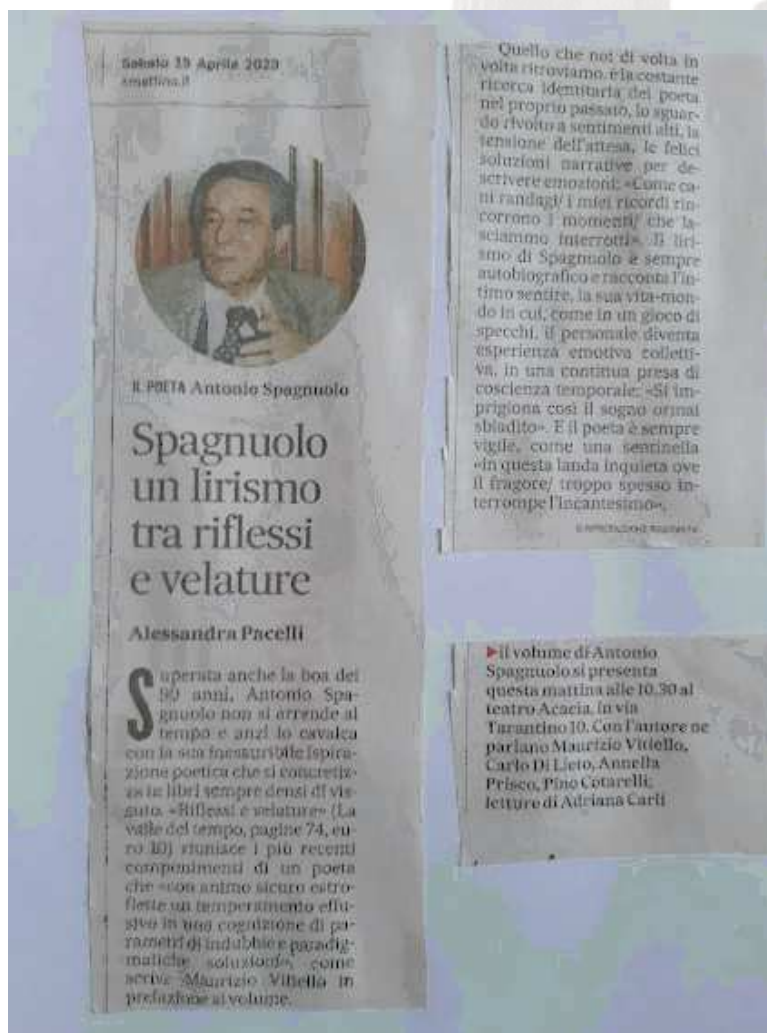 Sabato 15 Aprile 2023
ilmattino.it
IL POETA Antonio Spagnuolo
Spagnuolo
un lirismo
tra riflessi
e velature
Alessandra Pacelli
Superata anche la boa dei
90 anni, Antonio Spa-
gnuolo non si arrende al
tempo e anzi lo cavalca
con la sua inesauribile ispira-
zione poetica che si concretiz-
za in libri sempre densi di vis-
suto. «Riflessi e velature» (La
valle del tempo, pagine 74, eu-
ro 10) riunisce i più recenti
componimenti di un poeta
che «con animo sicuro estro-
flette un temperamento effu-
sivo in una cognizione di pa-
rametri di indubbie e paradig-
matiche soluzioni», come
scrive Maurizio Vitiello in
prefazione al volume.
Quello che noi di volta in
volta ritroviamo, è la costante
ricerca identitaria del poeta
nel proprio passato, lo sguar-
do rivolto a sentimenti alti, la
tensione dell'attesa, le felici
soluzioni narrative per de-
scrivere emozioni: «Come ca-
ni randagi/ i miei ricordi rin-
corrono i momenti/ che la-
sciammo interrotti». Il liri-
smo di Spagnuolo è sempre
autobiografico e racconta l'in-
timo sentire, la sua vita-mon-
do in cui, come in un gioco di
specchi, il personale diventa
esperienza emotiva colletti-
va, in una continua presa di
coscienza temporale: «Si im-
prigiona così il sogno ormai
sbiadito». E il poeta è sempre
vigile, come una sentinella
«in questa landa inquieta ove
il fragore/ troppo spesso in-
terrompe l'incantesimo».
© RIPRODUZIONE RISERVATA
▶il volume di Antonio
Spagnuolo si presenta
questa mattina alle 10.30 al
teatro Acacia, in via
Tarantino 10. Con l'autore ne
parlano Maurizio Vitiello,
Carlo Di Lieto, Annella
Prisco, Pino Cotarelli;
letture di Adriana Carli